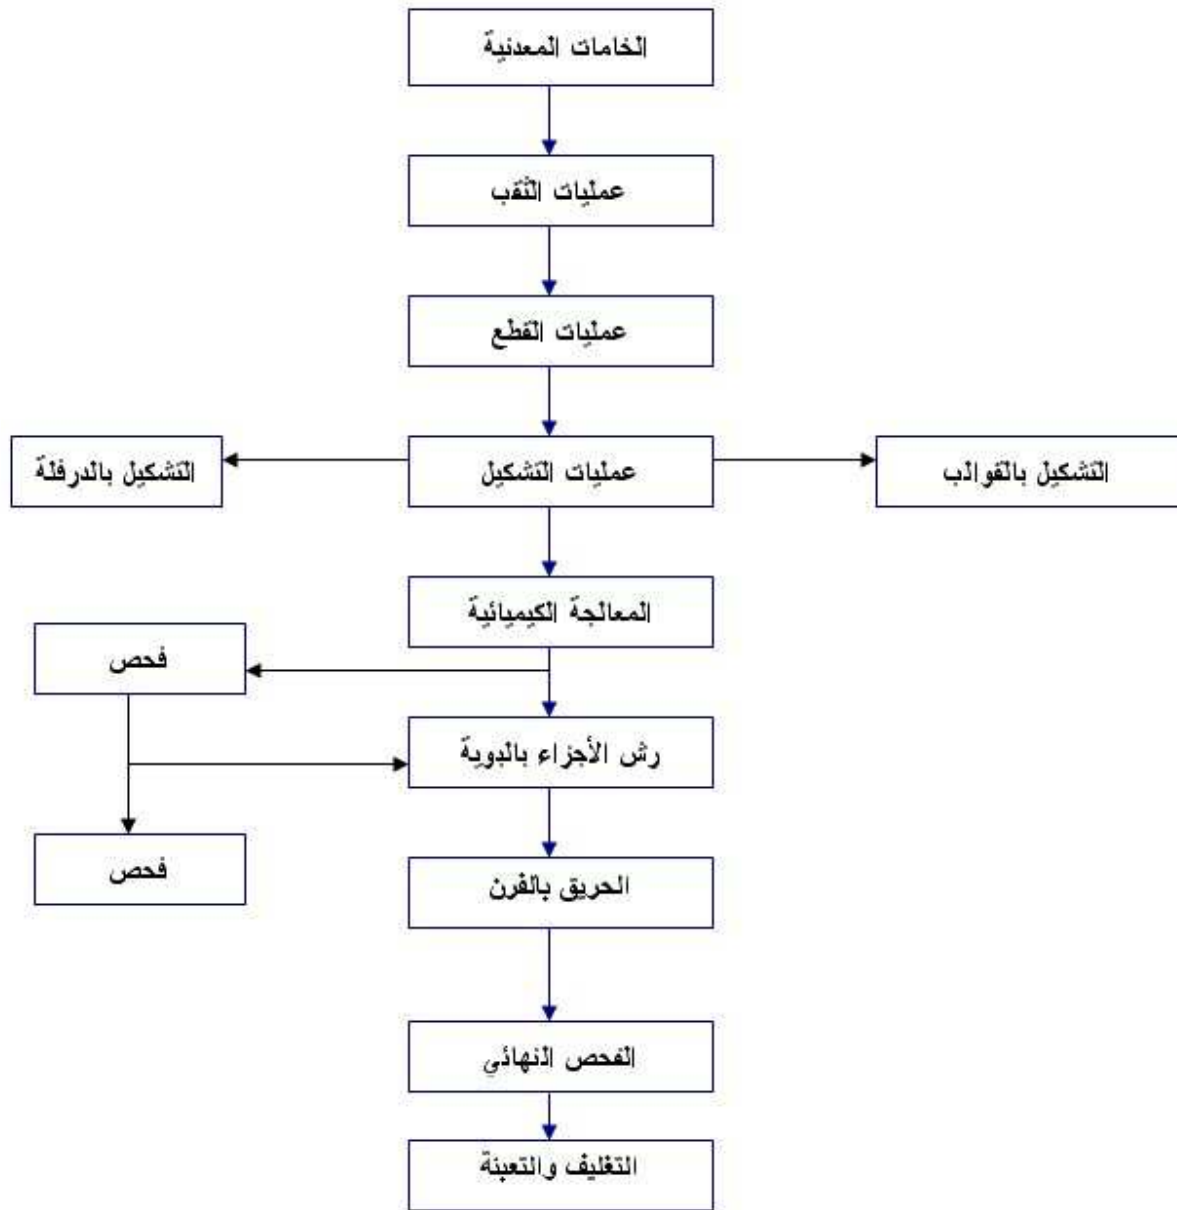 الخامات المعدنية
عمليات الثقب
عمليات القطع
التشكيل بالقوالب
عمليات التشكيل
التشكيل بالدرفلة
المعالجة الكيميائية
فحص
رش الأجزاء بالبوية
فحص
الحريق بالفرن
الفحص النهائي
التغليف والتعبئة